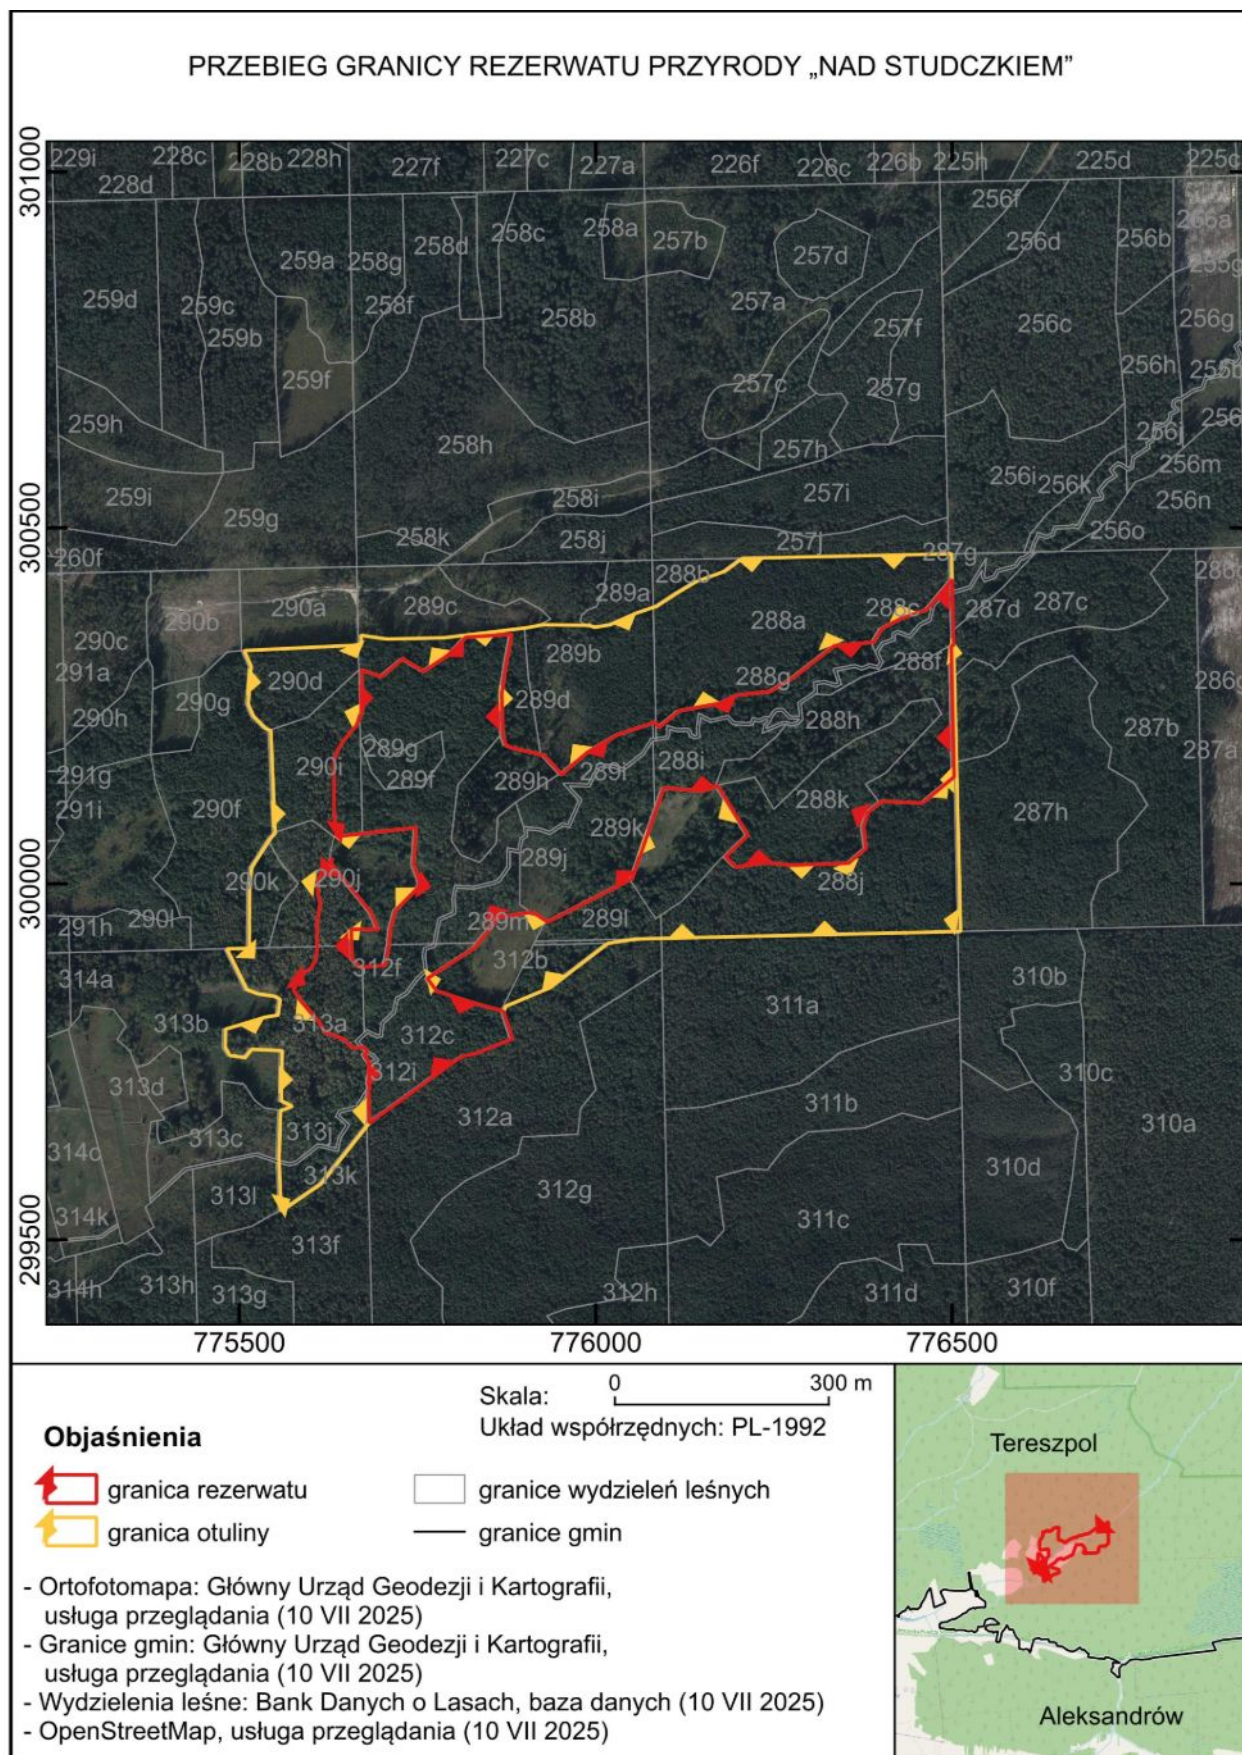 PRZEBIEG GRANICY REZERWATU PRZYRODY „NAD STUDCZKIEM”
301000
300500
300000
299500
229i 228c 228b 228h 227f 227c 227a 226f 226c 226b 225h 225d 225c
228d
256f
258a 257b 257d 256d 256b 266a
259a 258g 258d 258c 255g
259d 259c 258f 258b 257a 257f 256c 256g
259b
259f 257c 257g 256h
259h 258h 257h 256j
259i 258i 257i 256i 256k 256m
259g 256n
260f 258k 258j 257j 256o
287g
290a 289c 289a 288b 288c 287d 287c
290c 290b 288a
291a 290d 289b 288f
290h 290g 289d 288g 287b
289g 288h 287a
291g 290i 289f 289h 289i 288i
291i 290f 288k 287h
289k
290k 290j 289j 288j
291h 290l 289m 289l
314a 312f 312b 310b
311a
313b 313a 312c
313d 312i 310c
313c 313j 312a 311b 310a
314c
313l 313k 312g 310d
314k 313f 311c
314h 313h 313g 312h 311d 310f
775500 776000 776500
Skala: 0 300 m
Układ współrzędnych: PL-1992
Objaśnienia
granica rezerwatu
granica otuliny
granice wydzieleń leśnych
granice gmin
- Ortofotomapa: Główny Urząd Geodezji i Kartografii,
usługa przeglądania (10 VII 2025)
- Granice gmin: Główny Urząd Geodezji i Kartografii,
usługa przeglądania (10 VII 2025)
- Wydzielenia leśne: Bank Danych o Lasach, baza danych (10 VII 2025)
- OpenStreetMap, usługa przeglądania (10 VII 2025)
Tereszpol
Aleksandrów